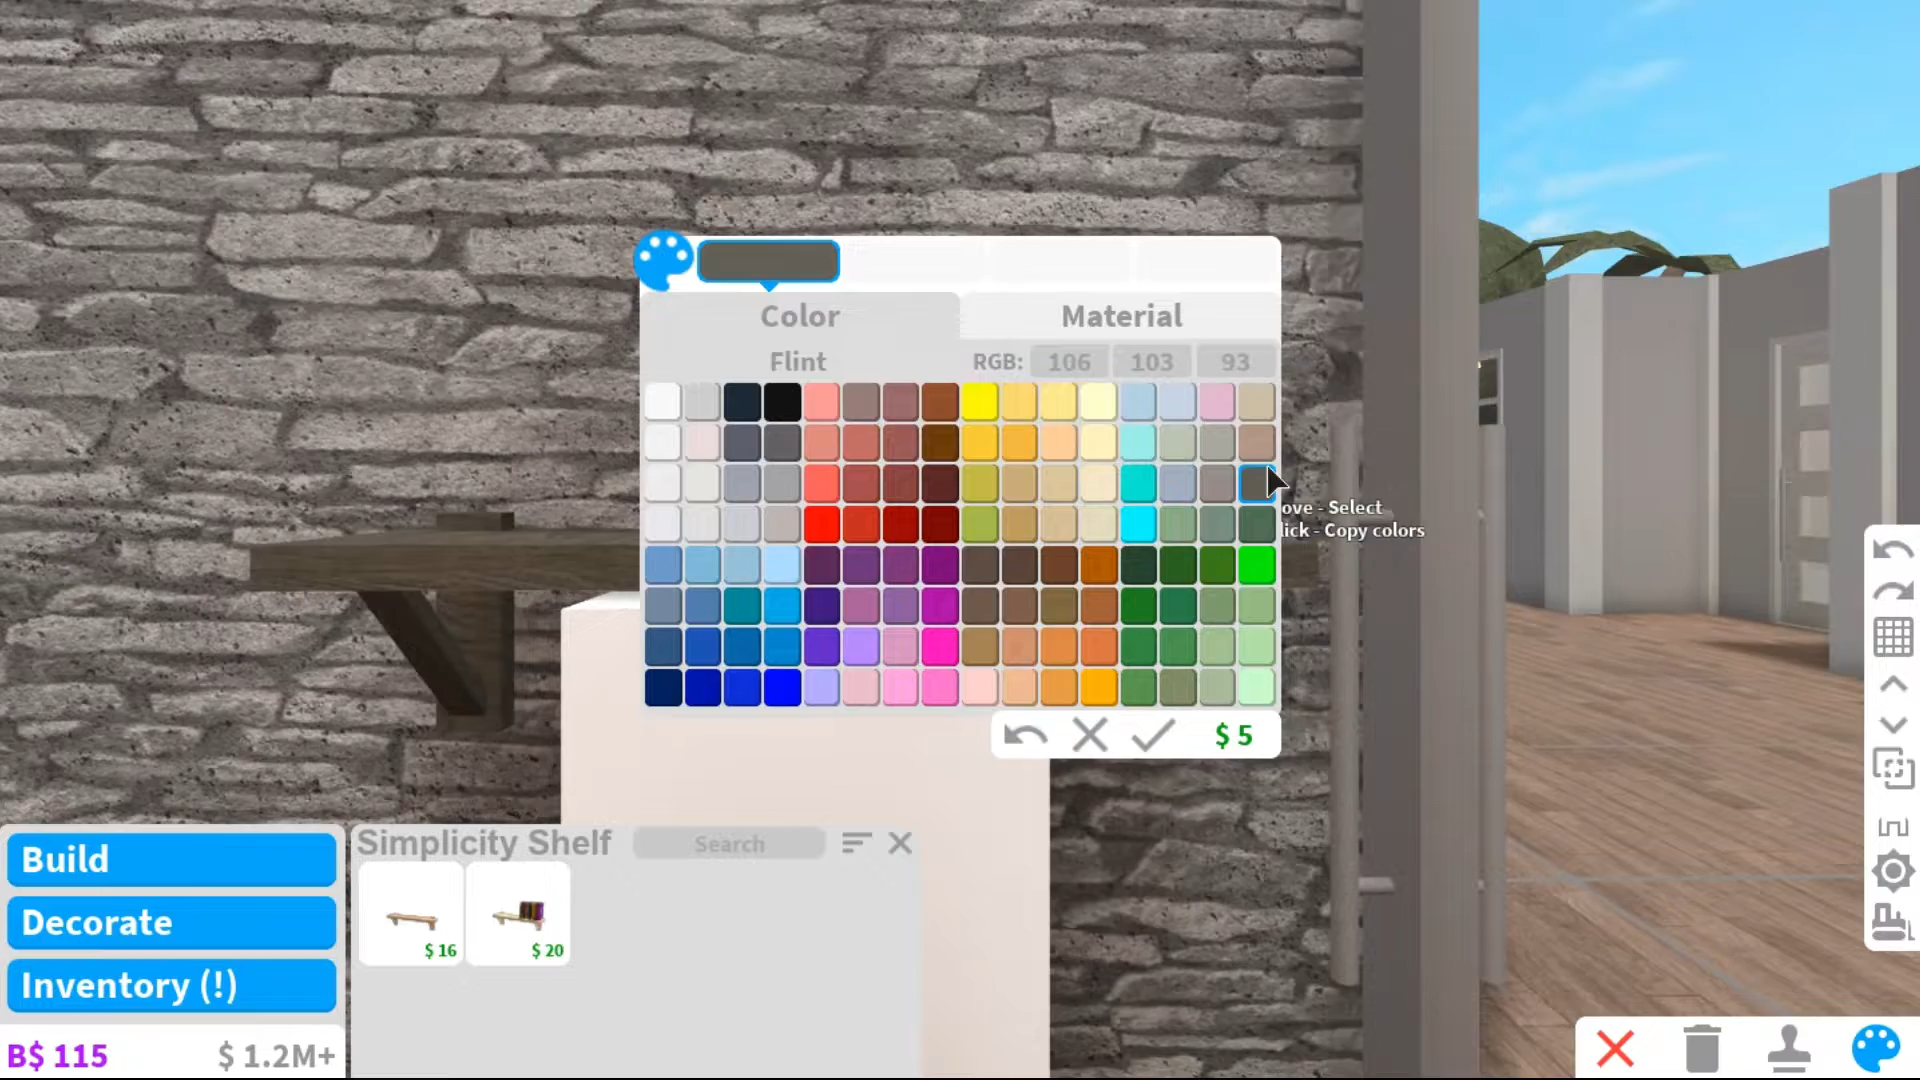 Color
Material
Flint
RGB: 106 103 93
ove - Select
lick - Copy colors
$ 5
Build
Decorate
Inventory (!)
B$ 115
$ 1.2M+
Simplicity Shelf
Search
$ 16
$ 20